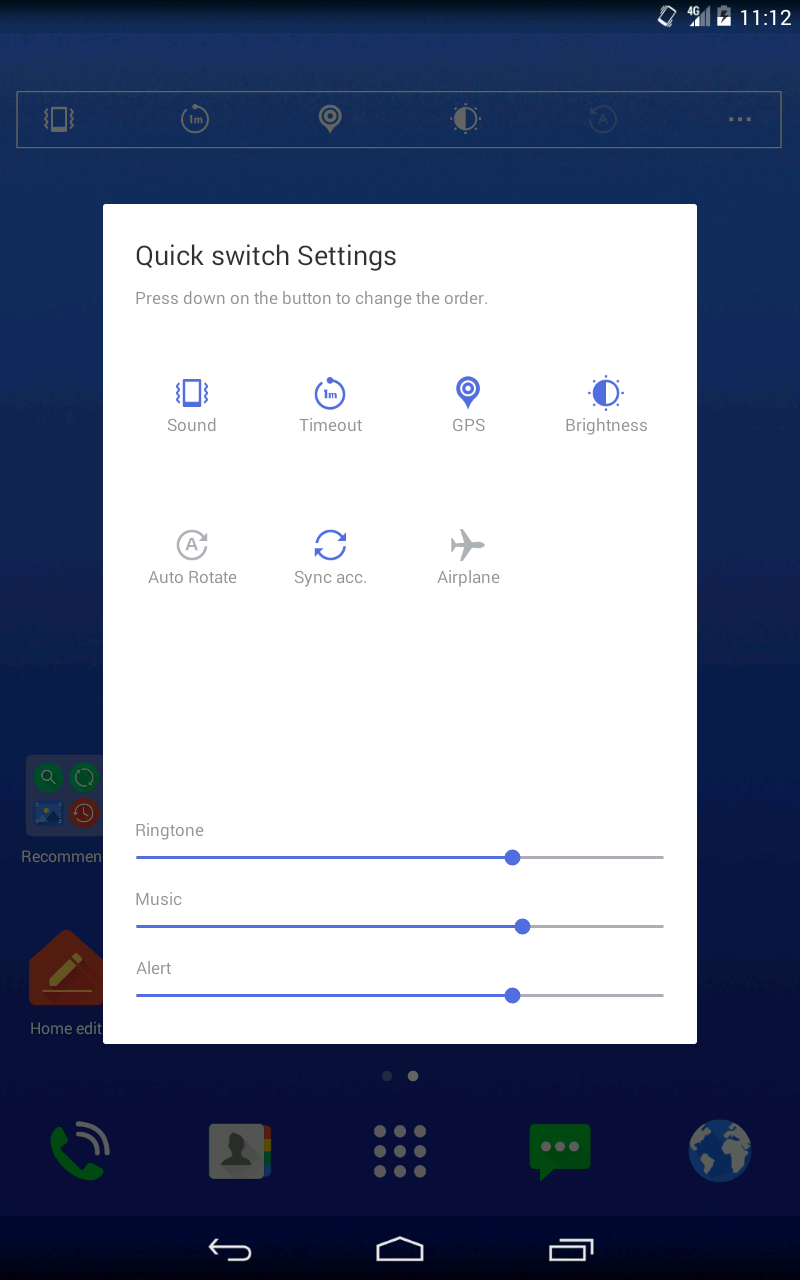 4G 11:12
1m A ...
Quick switch Settings
Press down on the button to change the order.
1m
Sound Timeout GPS Brightness
A
Auto Rotate Sync acc. Airplane
Ringtone
Recommen
Music
Alert
Home edit